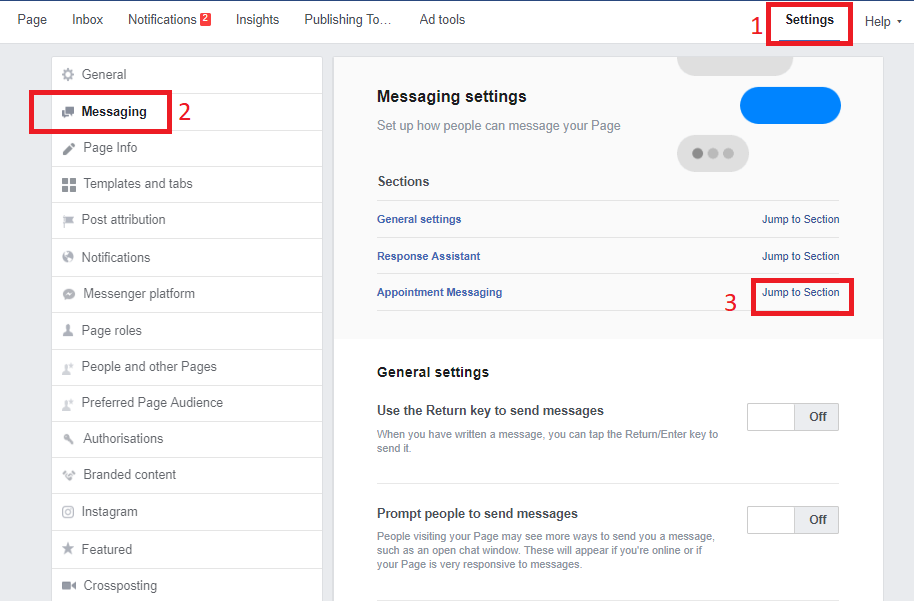 Page Inbox Notifications 2 Insights Publishing To… Ad tools 1 Settings Help
General
Messaging 2
Page Info
Templates and tabs
Post attribution
Notifications
Messenger platform
Page roles
People and other Pages
Preferred Page Audience
Authorisations
Branded content
Instagram
Featured
Crossposting
Messaging settings
Set up how people can message your Page
Sections
General settings Jump to Section
Response Assistant Jump to Section
Appointment Messaging 3 Jump to Section
General settings
Use the Return key to send messages Off
When you have written a message, you can tap the Return/Enter key to
send it.
Prompt people to send messages Off
People visiting your Page may see more ways to send you a message,
such as an open chat window. These will appear if you're online or if
your Page is very responsive to messages.